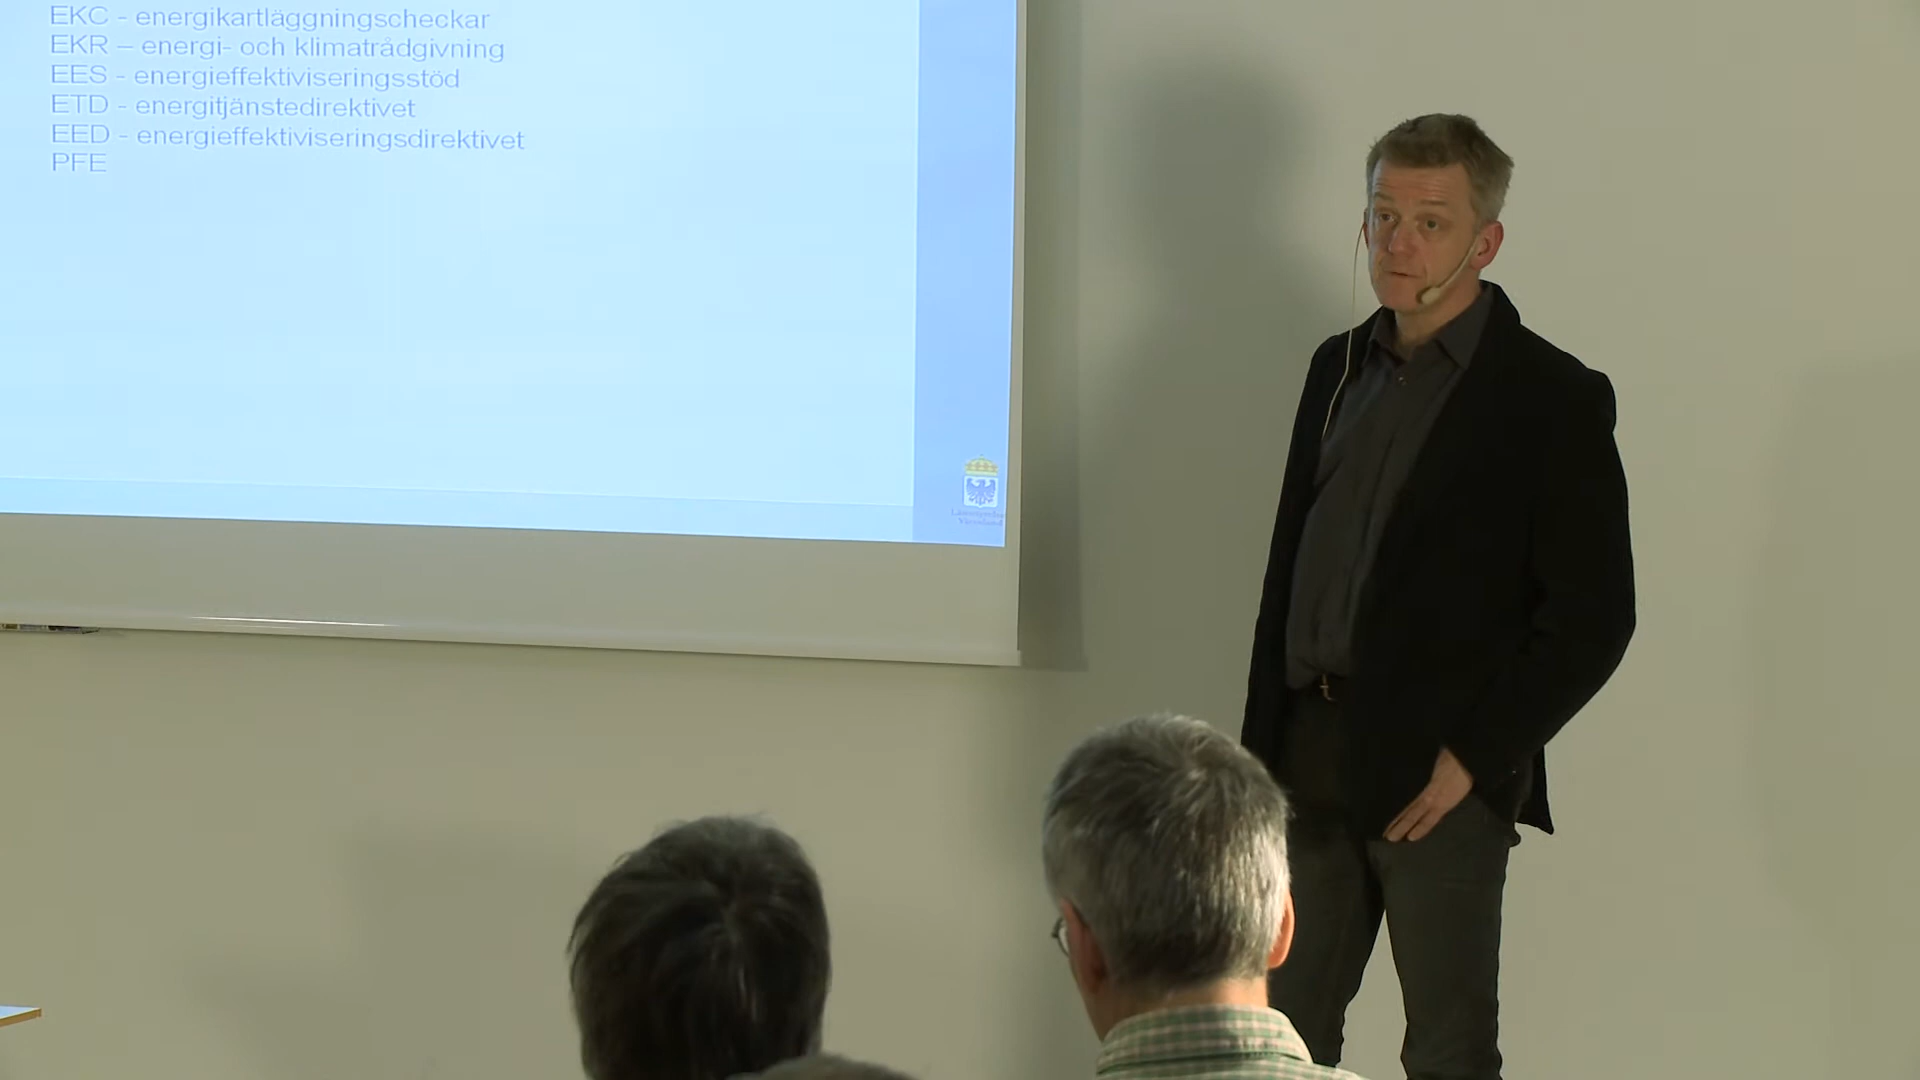 EKC - energikartläggningscheckar
EKR – energi- och klimatrådgivning
EES - energieffektiviseringsstöd
ETD - energitjänstedirektivet
EED - energieffektiviseringsdirektivet
PFE